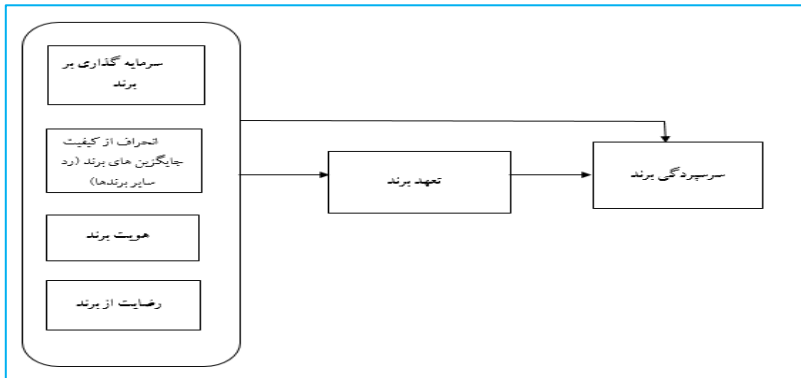 سرمایه گذاری بر
برند
انحراف از کیفیت
جایگزین های برند (رد
سایر برندها)
هویت برند
رضایت از برند
تعهد برند
سرسپردگی برند